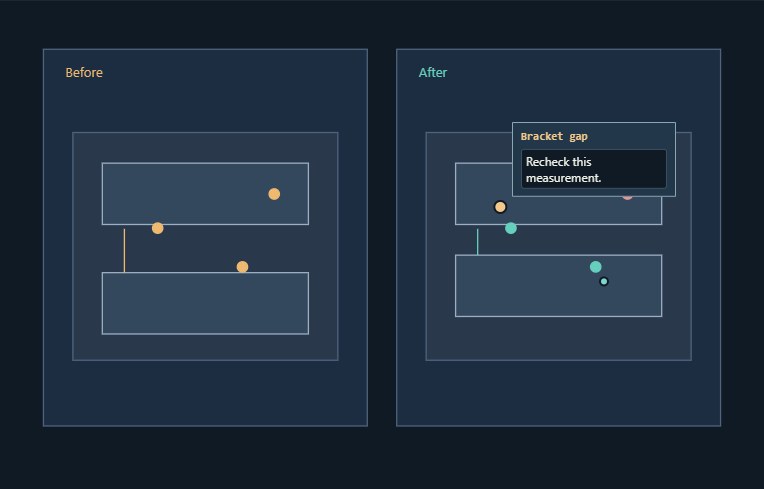 Before
After
Bracket gap
Recheck this
measurement.